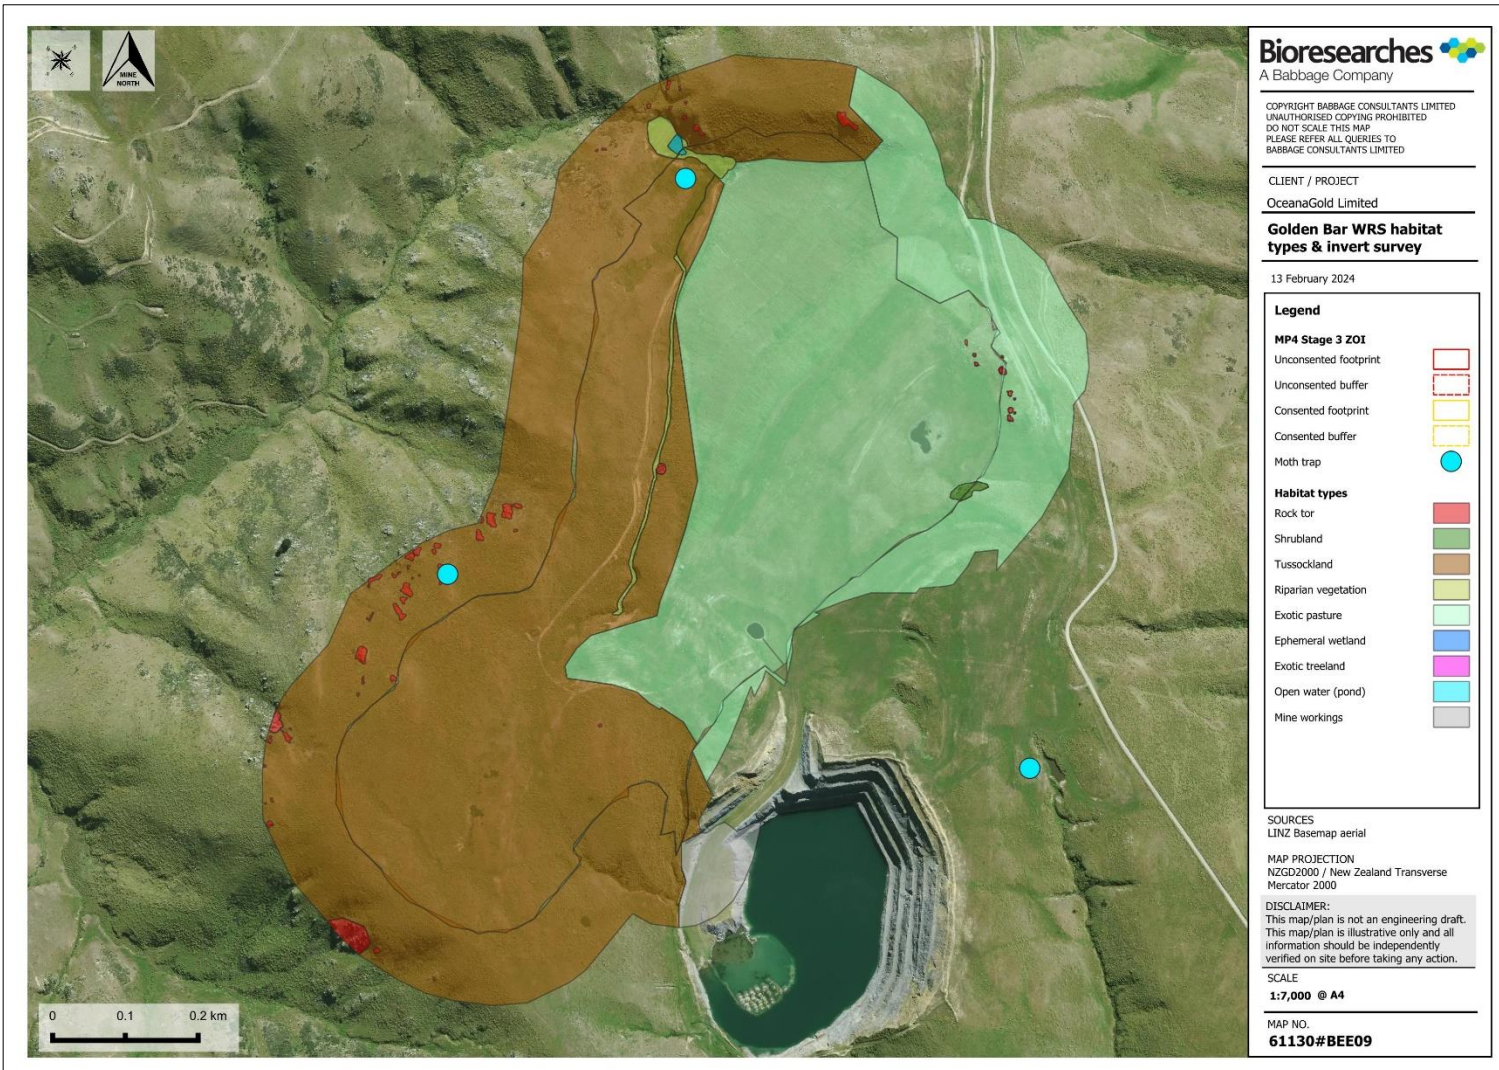 MINE
NORTH
0 0.1 0.2 km
Bioresearches
A Babbage Company
COPYRIGHT BABBAGE CONSULTANTS LIMITED
UNAUTHORISED COPYING PROHIBITED
DO NOT SCALE THIS MAP
PLEASE REFER ALL QUERIES TO
BABBAGE CONSULTANTS LIMITED
CLIENT / PROJECT
OceanaGold Limited
Golden Bar WRS habitat
types & invert survey
13 February 2024
Legend
MP4 Stage 3 ZOI
Unconsented footprint
Unconsented buffer
Consented footprint
Consented buffer
Moth trap
Habitat types
Rock tor
Shrubland
Tussockland
Riparian vegetation
Exotic pasture
Ephemeral wetland
Exotic treeland
Open water (pond)
Mine workings
SOURCES
LINZ Basemap aerial
MAP PROJECTION
NZGD2000 / New Zealand Transverse
Mercator 2000
DISCLAIMER:
This map/plan is not an engineering draft.
This map/plan is illustrative only and all
information should be independently
verified on site before taking any action.
SCALE
1:7,000 @ A4
MAP NO.
61130#BEE09